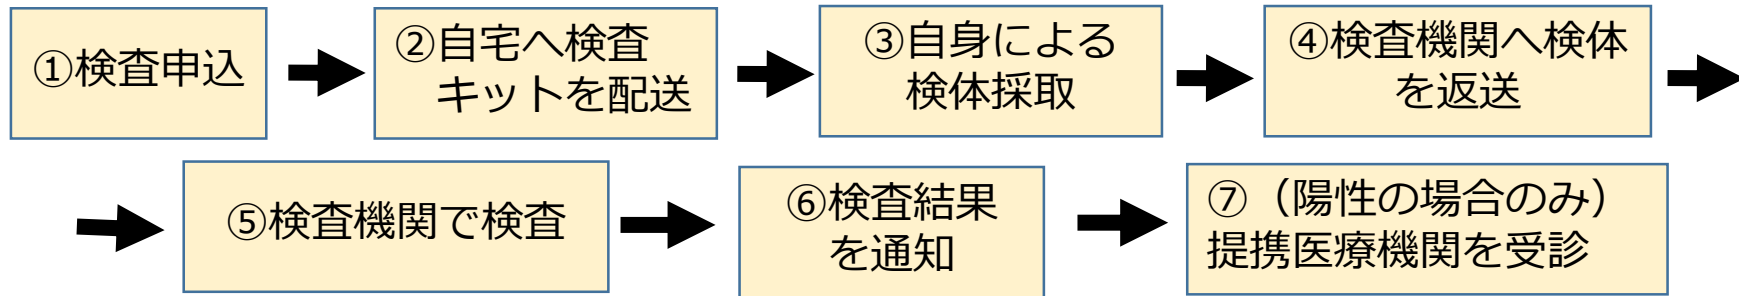 ①検査申込
②自宅へ検査
キットを配送
③自身による
検体採取
④検査機関へ検体
を返送
⑤検査機関で検査
⑥検査結果
を通知
⑦（陽性の場合のみ）
提携医療機関を受診